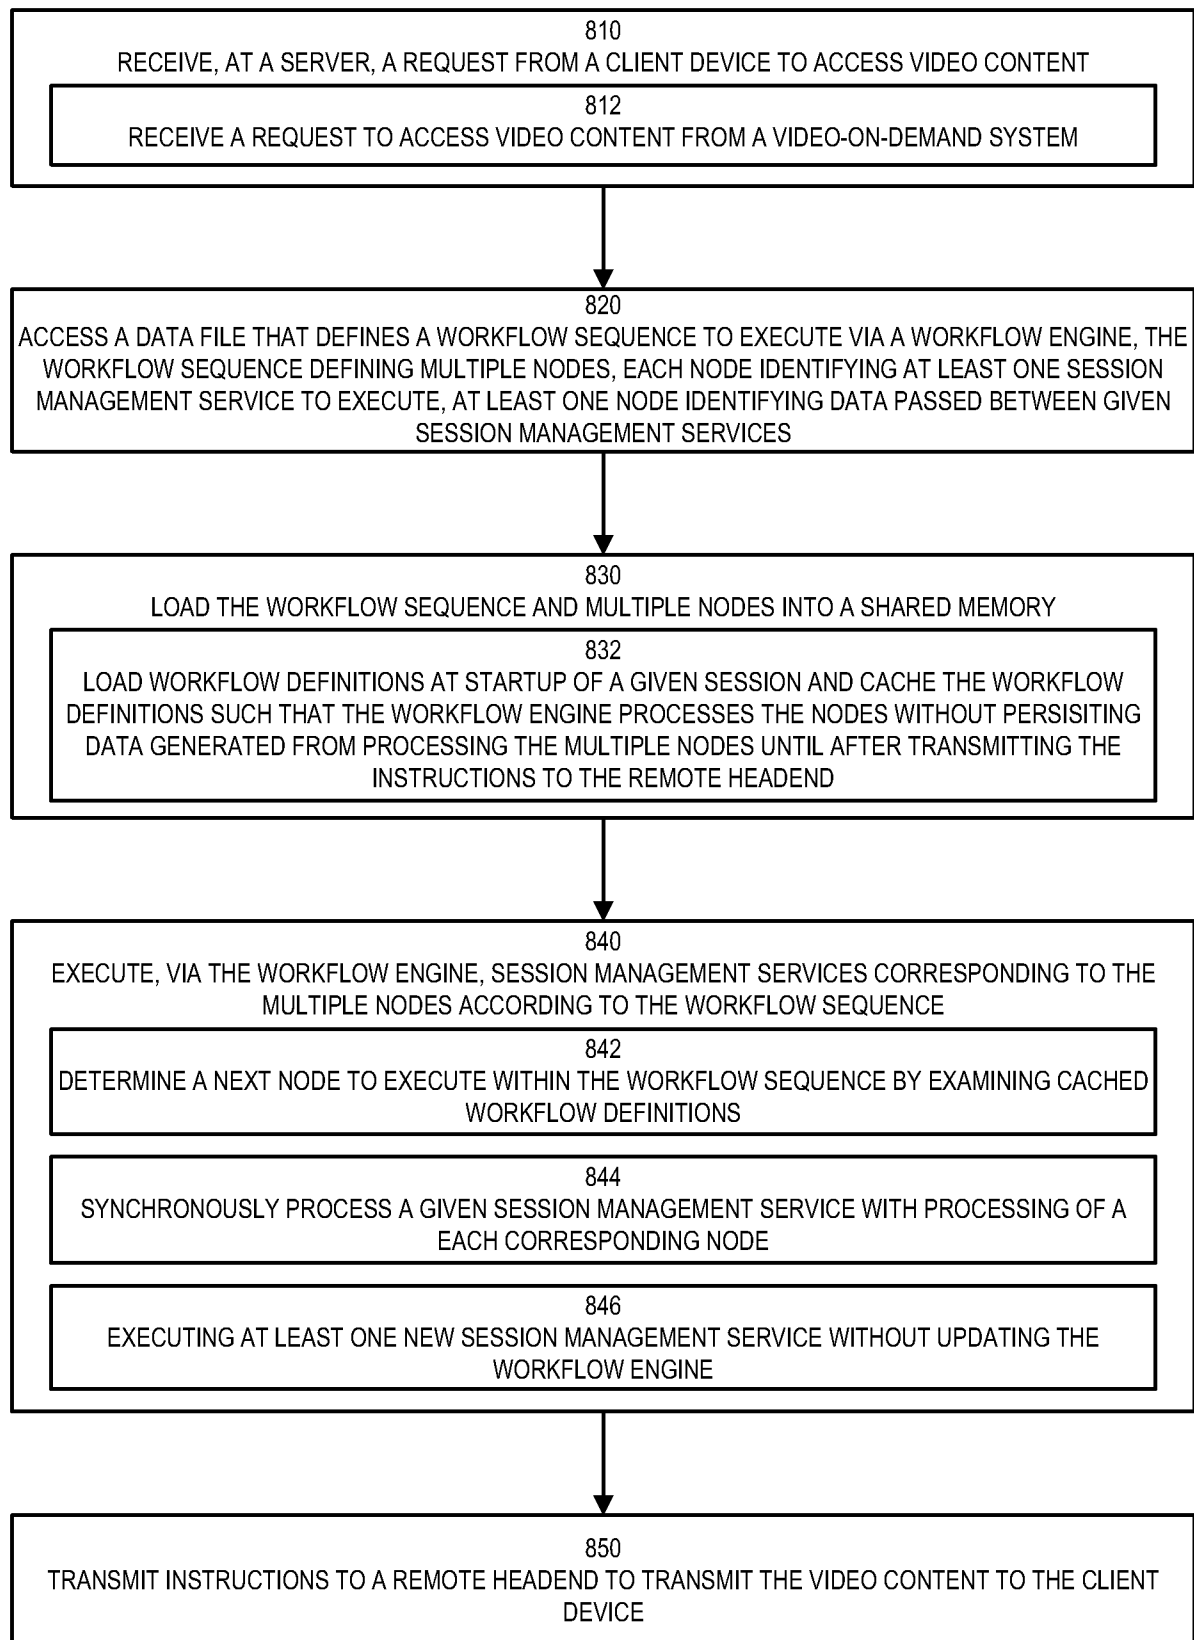 810
RECEIVE, AT A SERVER, A REQUEST FROM A CLIENT DEVICE TO ACCESS VIDEO CONTENT
812
RECEIVE A REQUEST TO ACCESS VIDEO CONTENT FROM A VIDEO-ON-DEMAND SYSTEM
820
ACCESS A DATA FILE THAT DEFINES A WORKFLOW SEQUENCE TO EXECUTE VIA A WORKFLOW ENGINE, THE
WORKFLOW SEQUENCE DEFINING MULTIPLE NODES, EACH NODE IDENTIFYING AT LEAST ONE SESSION
MANAGEMENT SERVICE TO EXECUTE, AT LEAST ONE NODE IDENTIFYING DATA PASSED BETWEEN GIVEN
SESSION MANAGEMENT SERVICES
830
LOAD THE WORKFLOW SEQUENCE AND MULTIPLE NODES INTO A SHARED MEMORY
832
LOAD WORKFLOW DEFINITIONS AT STARTUP OF A GIVEN SESSION AND CACHE THE WORKFLOW
DEFINITIONS SUCH THAT THE WORKFLOW ENGINE PROCESSES THE NODES WITHOUT PERSISITING
DATA GENERATED FROM PROCESSING THE MULTIPLE NODES UNTIL AFTER TRANSMITTING THE
INSTRUCTIONS TO THE REMOTE HEADEND
840
EXECUTE, VIA THE WORKFLOW ENGINE, SESSION MANAGEMENT SERVICES CORRESPONDING TO THE
MULTIPLE NODES ACCORDING TO THE WORKFLOW SEQUENCE
842
DETERMINE A NEXT NODE TO EXECUTE WITHIN THE WORKFLOW SEQUENCE BY EXAMINING CACHED
WORKFLOW DEFINITIONS
844
SYNCHRONOUSLY PROCESS A GIVEN SESSION MANAGEMENT SERVICE WITH PROCESSING OF A
EACH CORRESPONDING NODE
846
EXECUTING AT LEAST ONE NEW SESSION MANAGEMENT SERVICE WITHOUT UPDATING THE
WORKFLOW ENGINE
850
TRANSMIT INSTRUCTIONS TO A REMOTE HEADEND TO TRANSMIT THE VIDEO CONTENT TO THE CLIENT
DEVICE